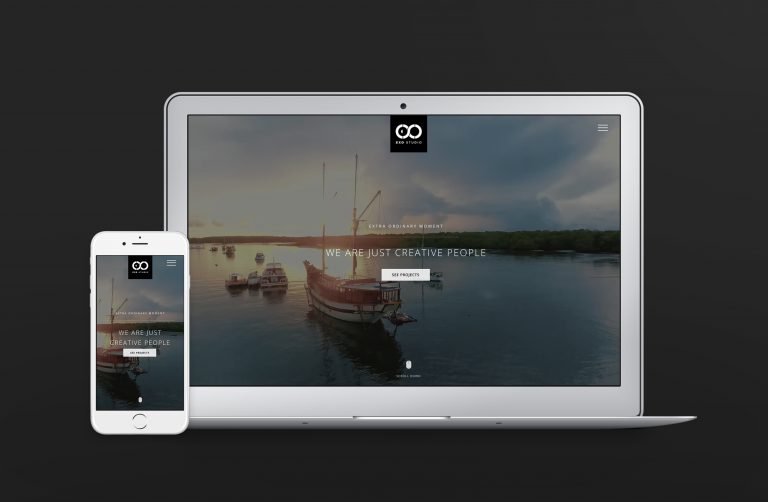 EXO STUDIO
EXTRA ORDINARY MOMENT
WE ARE JUST CREATIVE PEOPLE
SEE PROJECTS
SCROLL DOWN
EXO STUDIO
EXTRA ORDINARY MOMENT
WE ARE JUST
CREATIVE PEOPLE
SEE PROJECTS